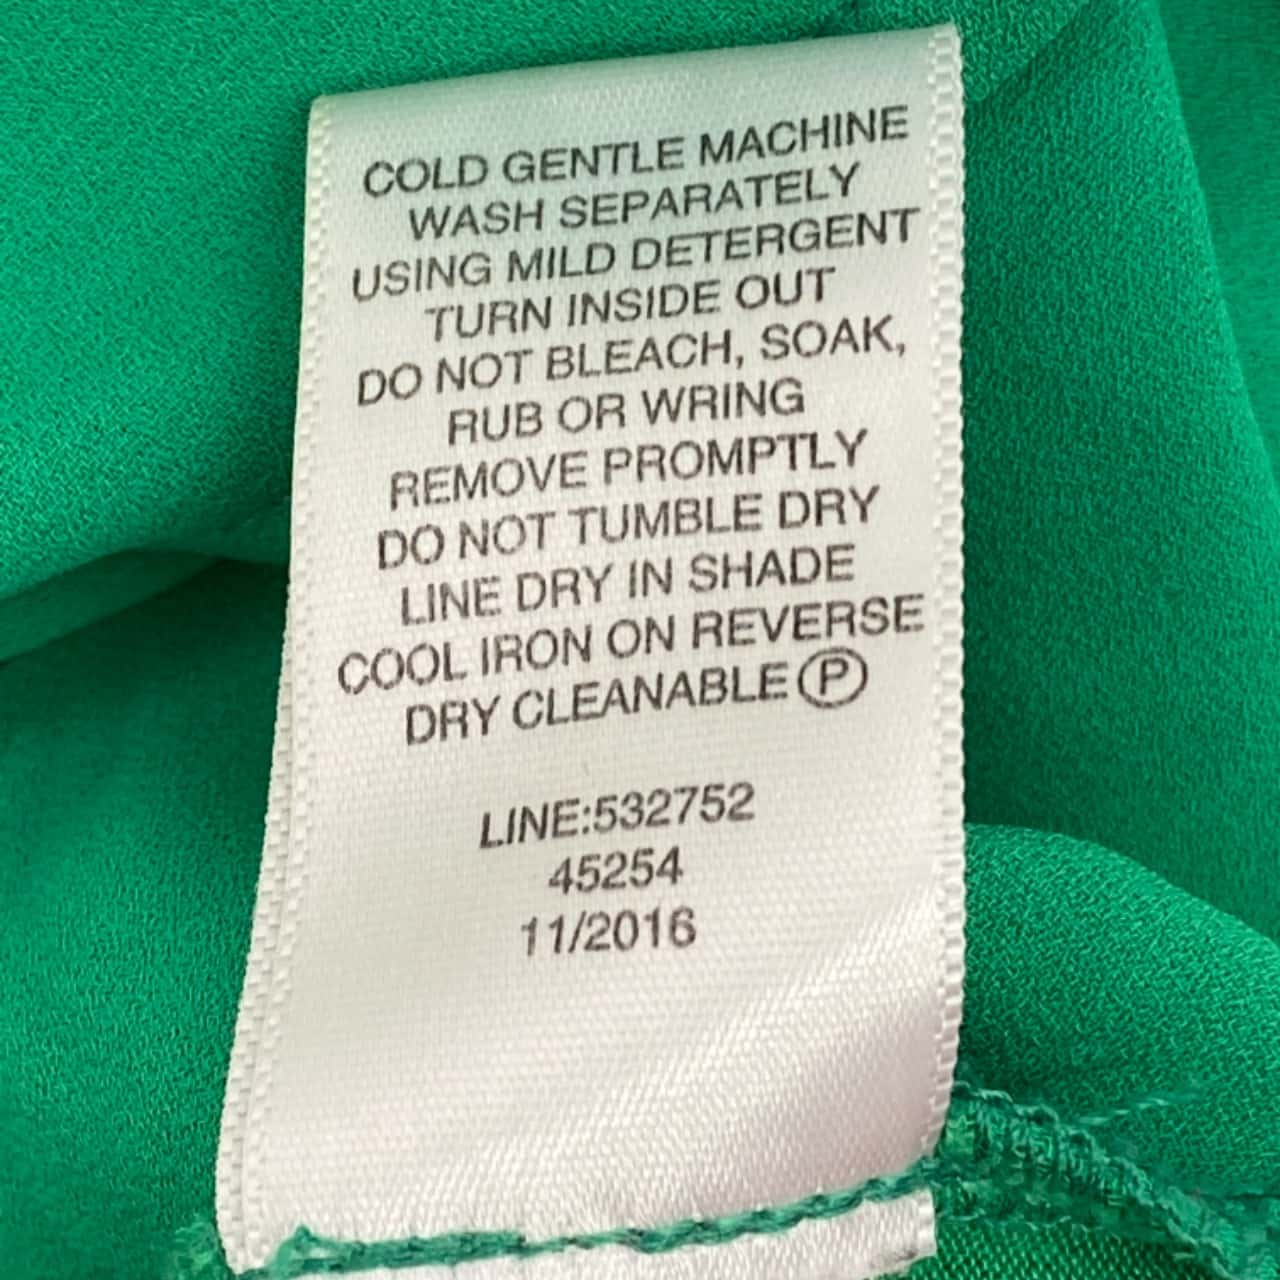 COLD GENTLE MACHINE
WASH SEPARATELY
USING MILD DETERGENT
TURN INSIDE OUT
DO NOT BLEACH, SOAK,
RUB OR WRING
REMOVE PROMPTLY
DO NOT TUMBLE DRY
LINE DRY IN SHADE
COOL IRON ON REVERSE
DRY CLEANABLE Ⓟ
LINE:532752
45254
11/2016